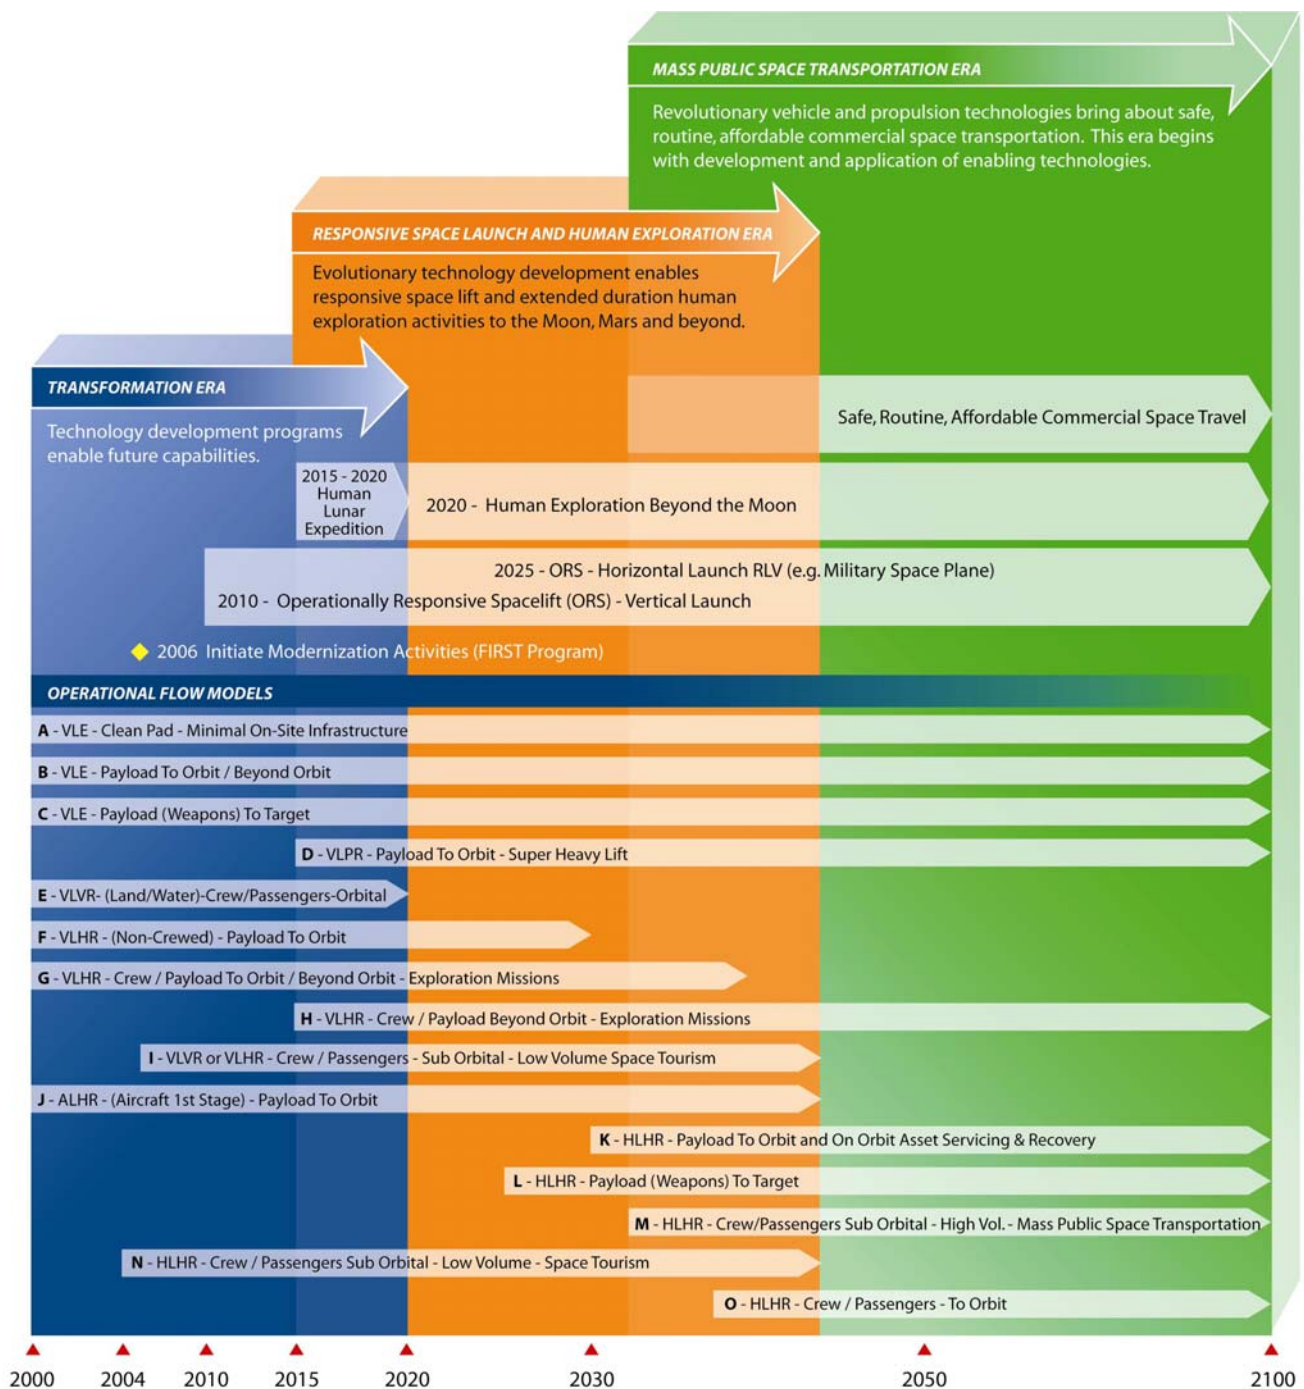 MASS PUBLIC SPACE TRANSPORTATION ERA
Revolutionary vehicle and propulsion technologies bring about safe,
routine, affordable commercial space transportation. This era begins
with development and application of enabling technologies.
RESPONSIVE SPACE LAUNCH AND HUMAN EXPLORATION ERA
Evolutionary technology development enables
responsive space lift and extended duration human
exploration activities to the Moon, Mars and beyond.
TRANSFORMATION ERA
Technology development programs
enable future capabilities.
Safe, Routine, Affordable Commercial Space Travel
2015 - 2020
Human
Lunar
Expedition
2020 - Human Exploration Beyond the Moon
2025 - ORS - Horizontal Launch RLV (e.g. Military Space Plane)
2010 - Operationally Responsive Spacelift (ORS) - Vertical Launch
2006 Initiate Modernization Activities (FIRST Program)
OPERATIONAL FLOW MODELS
A - VLE - Clean Pad - Minimal On-Site Infrastructure
B - VLE - Payload To Orbit / Beyond Orbit
C - VLE - Payload (Weapons) To Target
D - VLPR - Payload To Orbit - Super Heavy Lift
E - VLVR- (Land/Water)-Crew/Passengers-Orbital
F - VLHR - (Non-Crewed) - Payload To Orbit
G - VLHR - Crew / Payload To Orbit / Beyond Orbit - Exploration Missions
H - VLHR - Crew / Payload Beyond Orbit - Exploration Missions
I - VLVR or VLHR - Crew / Passengers - Sub Orbital - Low Volume Space Tourism
J - ALHR - (Aircraft 1st Stage) - Payload To Orbit
K - HLHR - Payload To Orbit and On Orbit Asset Servicing & Recovery
L - HLHR - Payload (Weapons) To Target
M - HLHR - Crew/Passengers Sub Orbital - High Vol. - Mass Public Space Transportation
N - HLHR - Crew / Passengers Sub Orbital - Low Volume - Space Tourism
O - HLHR - Crew / Passengers - To Orbit
2000 2004 2010 2015 2020 2030 2050 2100